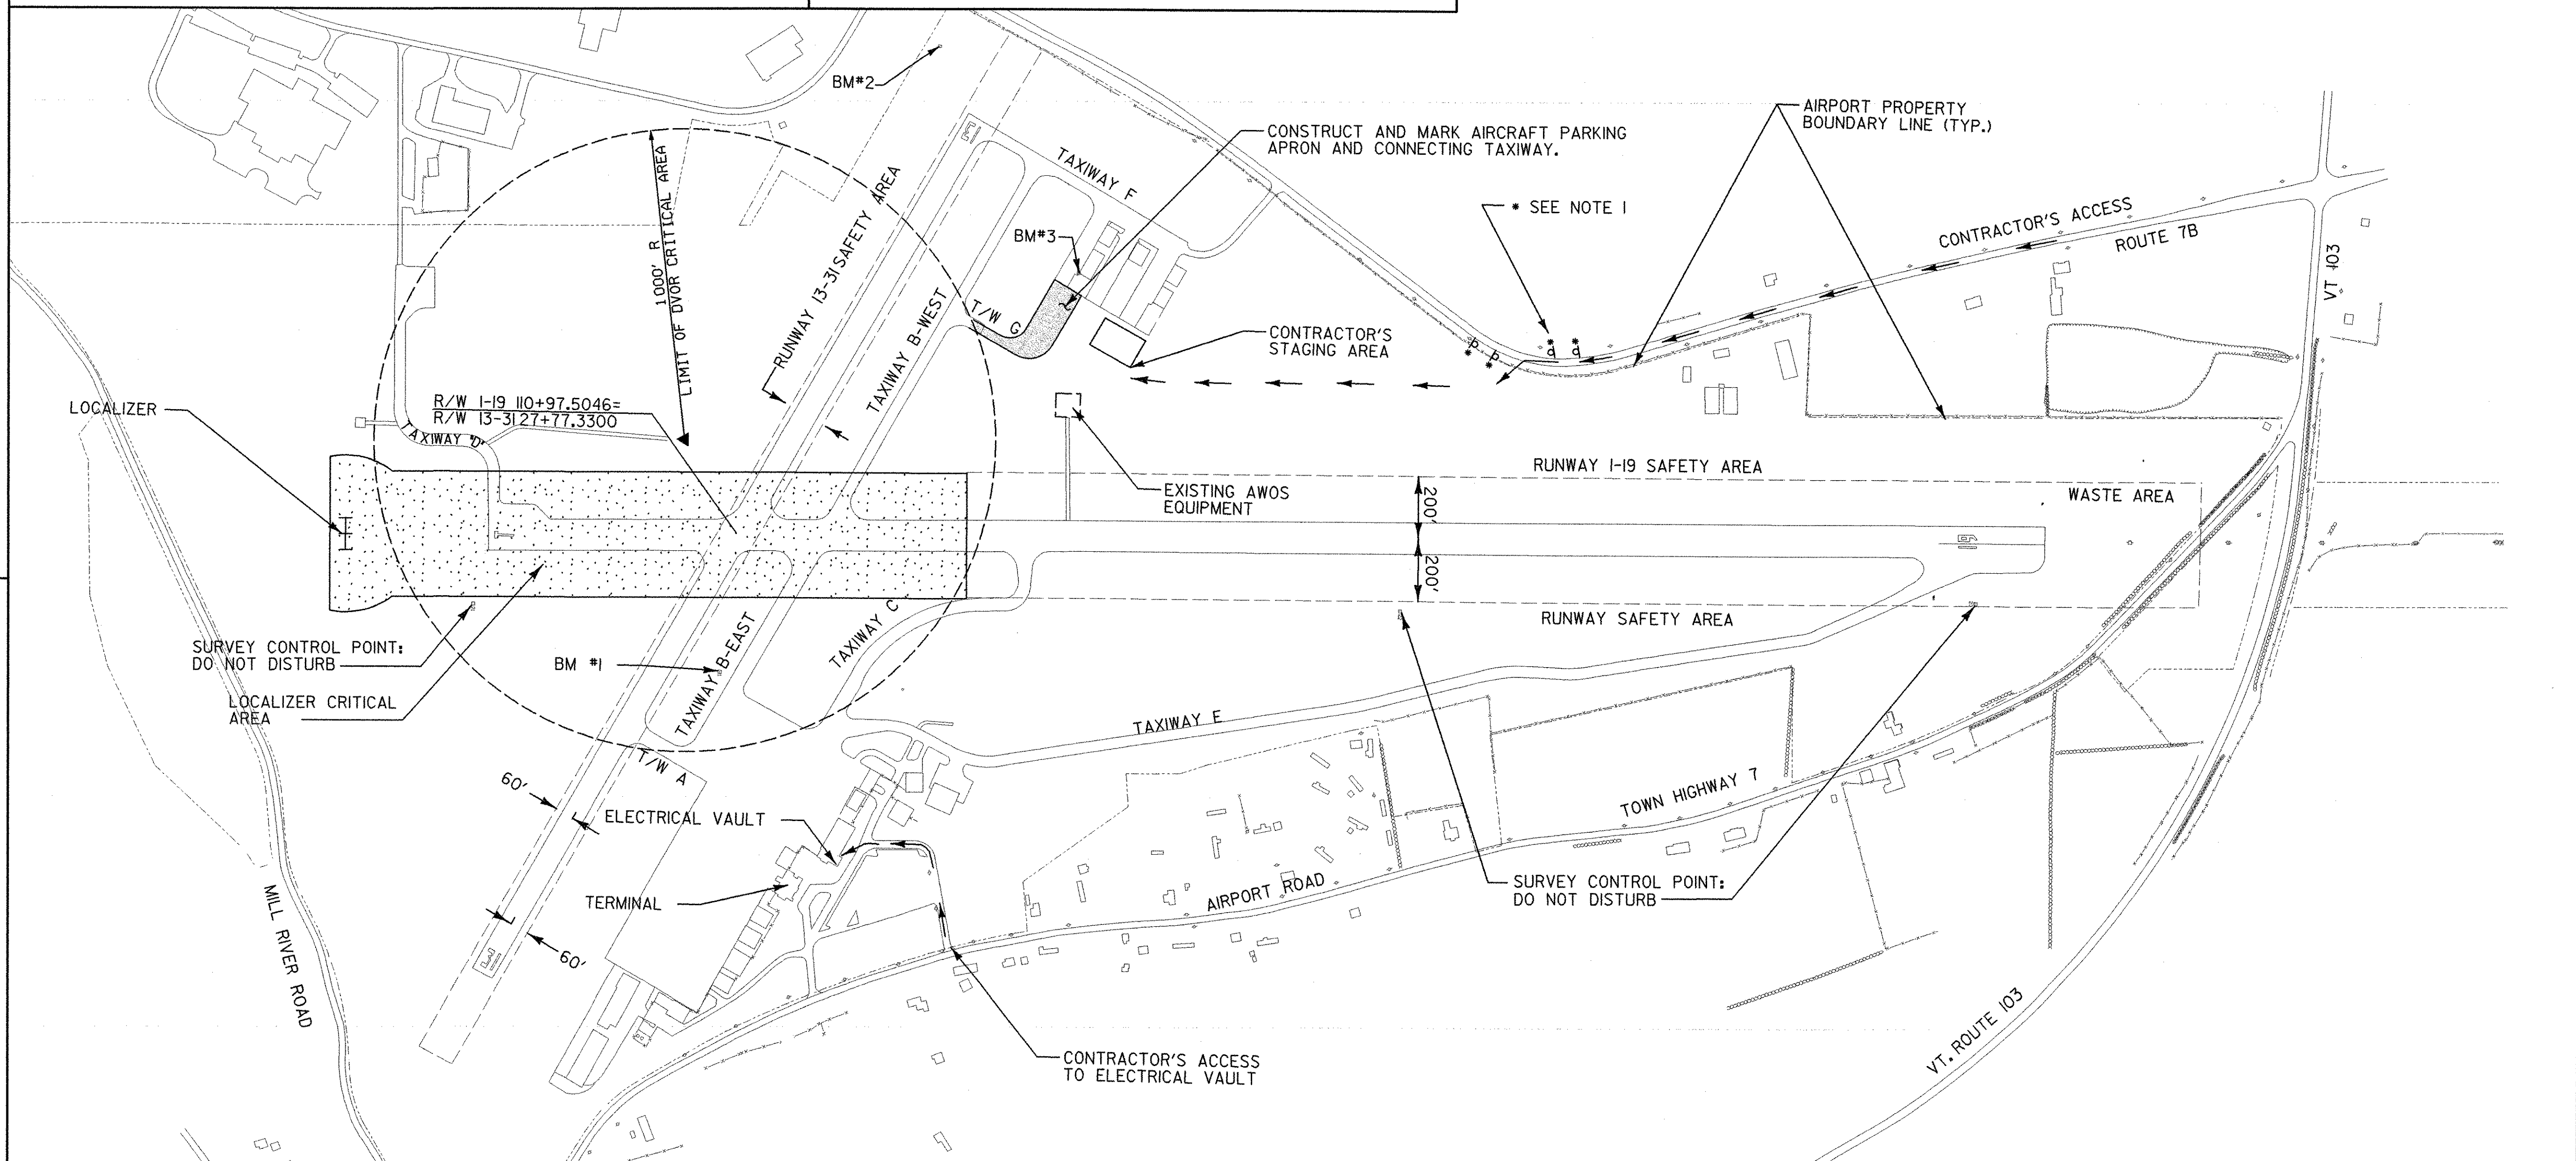 BM#2
AIRPORT PROPERTY
BOUNDARY LINE (TYP.)
CONSTRUCT AND MARK AIRCRAFT PARKING
APRON AND CONNECTING TAXIWAY.
TAXIWAY F
1000' R
LIMIT OF DVOR CRITICAL AREA
RUNWAY 13-31 SAFETY AREA
* SEE NOTE 1
CONTRACTOR'S ACCESS
ROUTE 7B
VT 103
BM#3
T/W G
TAXIWAY B-WEST
CONTRACTOR'S
STAGING AREA
LOCALIZER
R/W 1-19 110+97.5046=
R/W 13-31 27+77.3300
TAXIWAY "D"
EXISTING AWOS
EQUIPMENT
RUNWAY 1-19 SAFETY AREA
WASTE AREA
200'
200'
1
19
13
31
RUNWAY SAFETY AREA
SURVEY CONTROL POINT:
DO NOT DISTURB
BM #1
TAXIWAY B-EAST
TAXIWAY C
LOCALIZER CRITICAL
AREA
TAXIWAY E
T/W A
60'
ELECTRICAL VAULT
TOWN HIGHWAY 7
TERMINAL
AIRPORT ROAD
SURVEY CONTROL POINT:
DO NOT DISTURB
60'
MILL RIVER ROAD
CONTRACTOR'S ACCESS
TO ELECTRICAL VAULT
VT. ROUTE 103